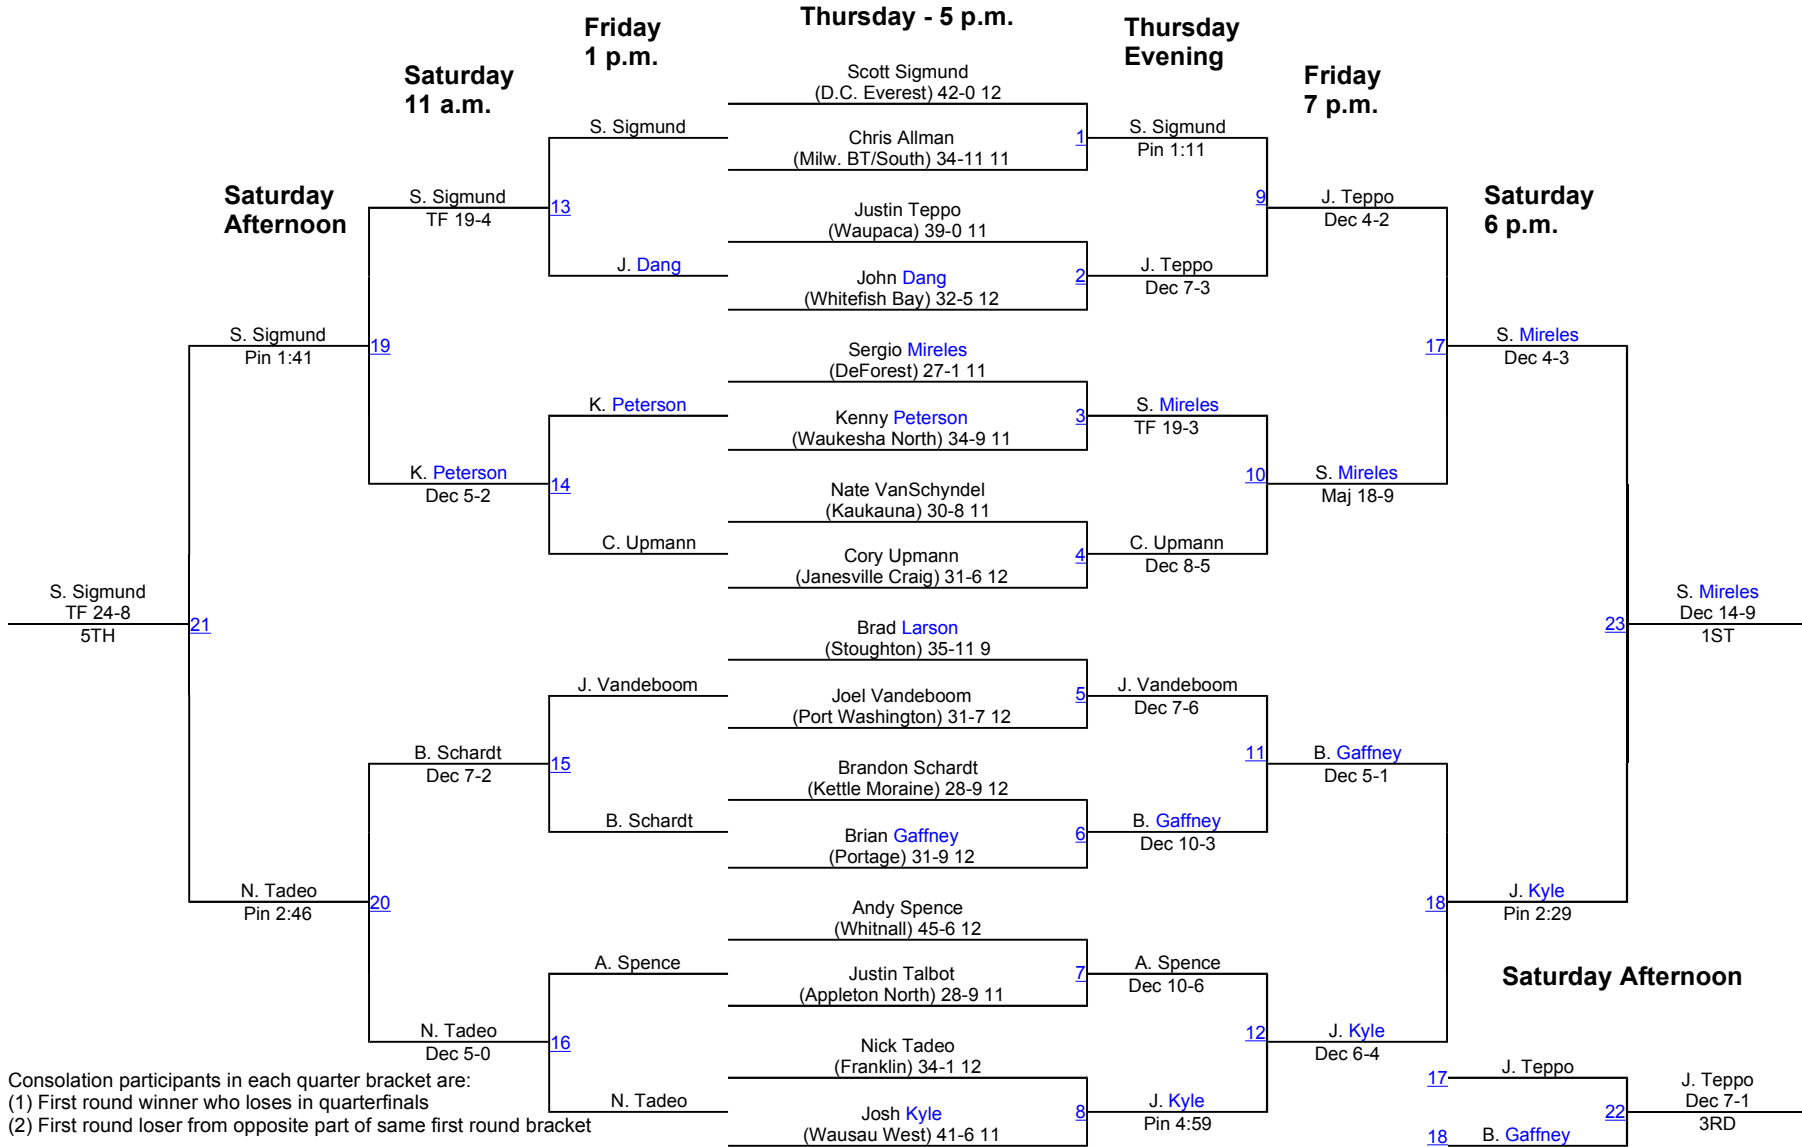 Thursday - 5 p.m.
Friday
1 p.m.
Thursday
Evening
Saturday
11 a.m.
Friday
7 p.m.
Saturday
Afternoon
Saturday
6 p.m.
Scott Sigmund
(D.C. Everest) 42-0 12
S. Sigmund
Chris Allman
(Milw. BT/South) 34-11 11
1
S. Sigmund
Pin 1:11
S. Sigmund
TF 19-4
13
Justin Teppo
(Waupaca) 39-0 11
9
J. Teppo
Dec 4-2
J. Dang
John Dang
(Whitefish Bay) 32-5 12
2
J. Teppo
Dec 7-3
S. Sigmund
Pin 1:41
19
Sergio Mireles
(DeForest) 27-1 11
17
S. Mireles
Dec 4-3
K. Peterson
Kenny Peterson
(Waukesha North) 34-9 11
3
S. Mireles
TF 19-3
K. Peterson
Dec 5-2
14
Nate VanSchyndel
(Kaukauna) 30-8 11
10
S. Mireles
Maj 18-9
C. Upmann
Cory Upmann
(Janesville Craig) 31-6 12
4
C. Upmann
Dec 8-5
S. Sigmund
TF 24-8
5TH
21
Brad Larson
(Stoughton) 35-11 9
23
S. Mireles
Dec 14-9
1ST
J. Vandeboom
Joel Vandeboom
(Port Washington) 31-7 12
5
J. Vandeboom
Dec 7-6
B. Schardt
Dec 7-2
15
Brandon Schardt
(Kettle Moraine) 28-9 12
11
B. Gaffney
Dec 5-1
B. Schardt
Brian Gaffney
(Portage) 31-9 12
6
B. Gaffney
Dec 10-3
N. Tadeo
Pin 2:46
20
Andy Spence
(Whitnall) 45-6 12
18
J. Kyle
Pin 2:29
A. Spence
Justin Talbot
(Appleton North) 28-9 11
7
A. Spence
Dec 10-6
Saturday Afternoon
N. Tadeo
Dec 5-0
16
Nick Tadeo
(Franklin) 34-1 12
12
J. Kyle
Dec 6-4
N. Tadeo
Josh Kyle
(Wausau West) 41-6 11
8
J. Kyle
Pin 4:59
17
J. Teppo
22
J. Teppo
Dec 7-1
3RD
18
B. Gaffney
Consolation participants in each quarter bracket are:
(1) First round winner who loses in quarterfinals
(2) First round loser from opposite part of same first round bracket